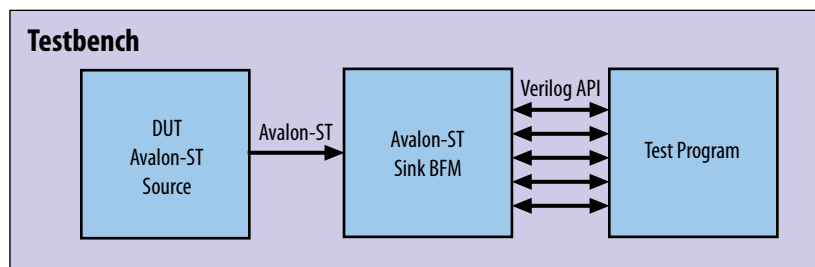 Testbench
DUT
Avalon-ST
Source
Avalon-ST
Avalon-ST
Sink BFM
Verilog API
Test Program